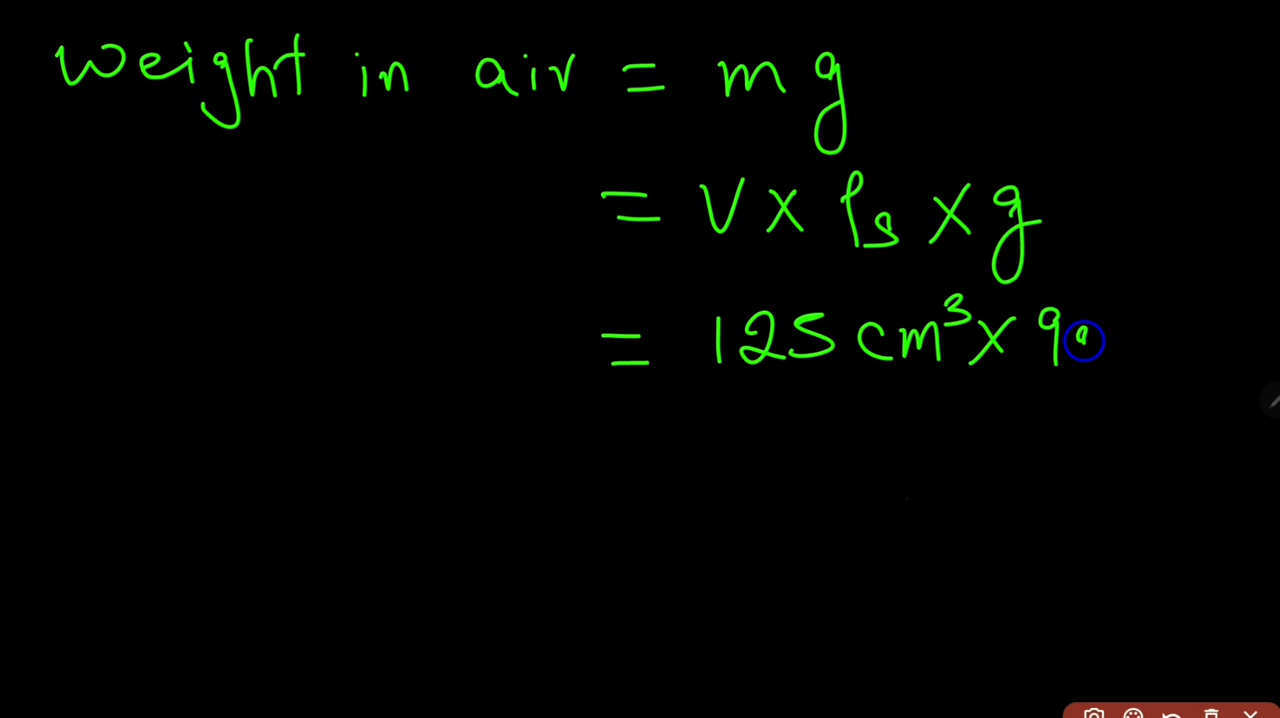 Weight in air = mg
= V × ρs × g
= 125 cm³ × 9